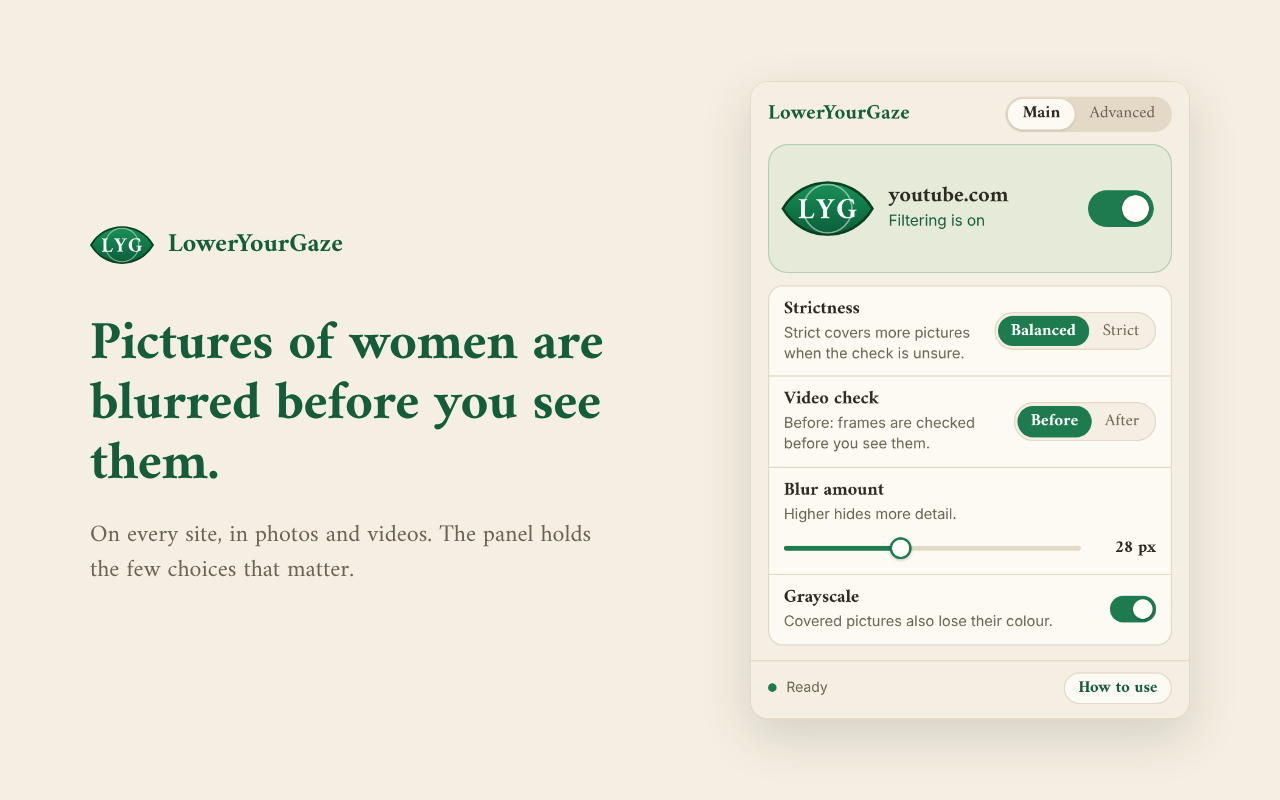 LYG LowerYourGaze
Pictures of women are
blurred before you see
them.
On every site, in photos and videos. The panel holds
the few choices that matter.
LowerYourGaze
Main Advanced
LYG
youtube.com
Filtering is on
Strictness
Strict covers more pictures
when the check is unsure.
Balanced Strict
Video check
Before: frames are checked
before you see them.
Before After
Blur amount
Higher hides more detail.
28 px
Grayscale
Covered pictures also lose their colour.
Ready
How to use